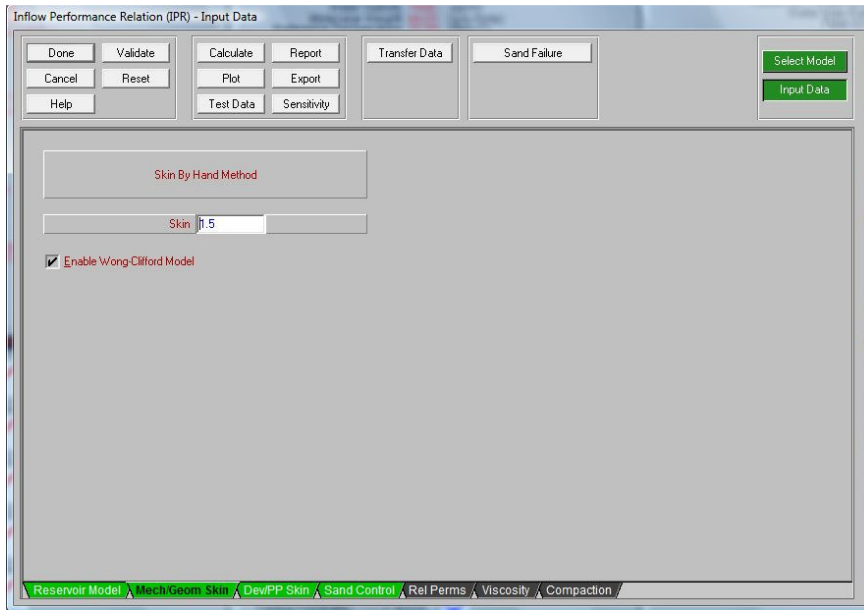 Inflow Performance Relation (IPR) - Input Data
Done Validate Calculate Report Transfer Data Sand Failure Select Model
Cancel Reset Plot Export Input Data
Help Test Data Sensitivity
Skin By Hand Method
Skin 1.5
Enable Wong-Clifford Model
Reservoir Model Mech/Geom Skin Dev/PP Skin Sand Control Rel Perms Viscosity Compaction